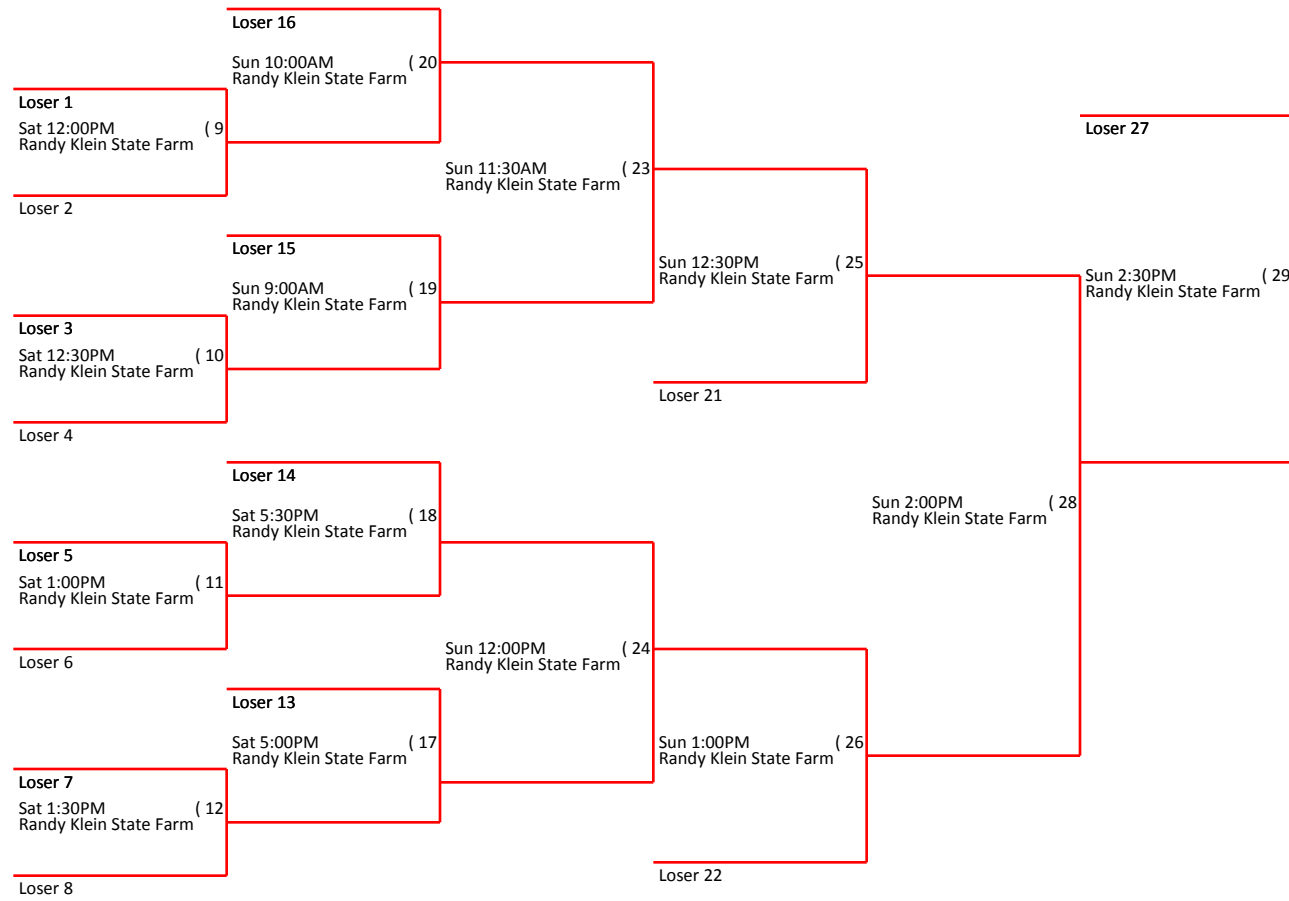 Loser 16
Sun 10:00AM ( 20
Randy Klein State Farm
Loser 1
Sat 12:00PM ( 9
Randy Klein State Farm
Loser 2
Loser 27
Sun 11:30AM ( 23
Randy Klein State Farm
Loser 15
Sun 9:00AM ( 19
Randy Klein State Farm
Sun 12:30PM ( 25
Randy Klein State Farm
Sun 2:30PM ( 29
Randy Klein State Farm
Loser 3
Sat 12:30PM ( 10
Randy Klein State Farm
Loser 4
Loser 21
Loser 14
Sat 5:30PM ( 18
Randy Klein State Farm
Sun 2:00PM ( 28
Randy Klein State Farm
Loser 5
Sat 1:00PM ( 11
Randy Klein State Farm
Loser 6
Sun 12:00PM ( 24
Randy Klein State Farm
Loser 13
Sat 5:00PM ( 17
Randy Klein State Farm
Sun 1:00PM ( 26
Randy Klein State Farm
Loser 7
Sat 1:30PM ( 12
Randy Klein State Farm
Loser 8
Loser 22